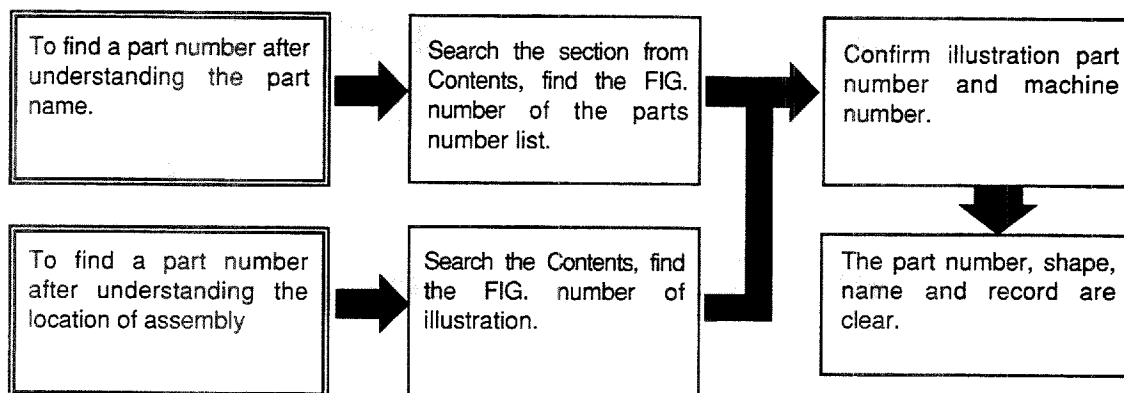 To find a part number after
understanding the part
name.
Search the section from
Contents, find the FIG.
number of the parts
number list.
Confirm illustration part
number and machine
number.
To find a part number
after understanding the
location of assembly
Search the Contents, find
the FIG. number of
illustration.
The part number, shape,
name and record are
clear.